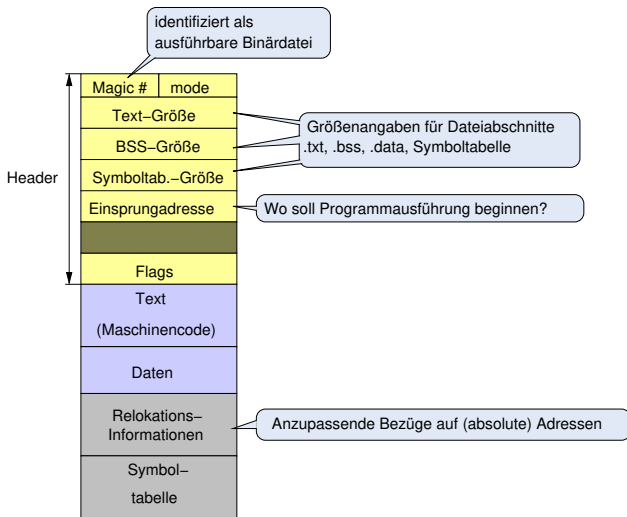 identifiziert als
ausführbare Binärdatei
Magic # mode
Text−Größe
BSS−Größe
Symboltab.−Größe
Größenangaben für Dateiabschnitte
.txt, .bss, .data, Symboltabelle
Header
Einsprungadresse
Wo soll Programmausführung beginnen?
Flags
Text
(Maschinencode)
Daten
Relokations−
Informationen
Anzupassende Bezüge auf (absolute) Adressen
Symbol−
tabelle